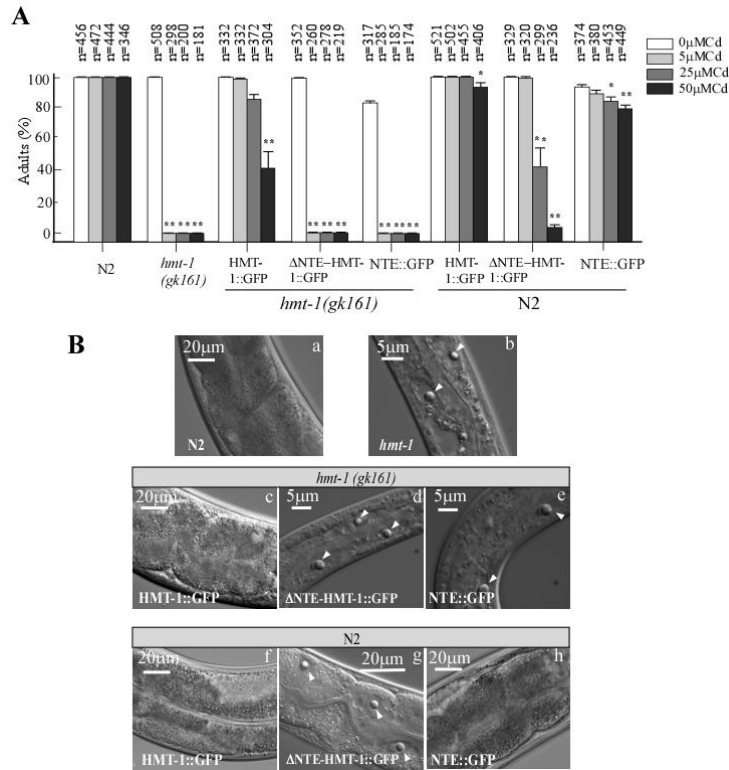 A
n=456
n=472
n=444
n=346
n=508
n=298
n=200
n=181
n=332
n=332
n=372
n=304
n=352
n=260
n=278
n=219
n=317
n=285
n=185
n=174
n=521
n=502
n=455
n=406
n=329
n=320
n=299
n=236
n=374
n=380
n=453
n=449
0μMCd
5μMCd
25μMCd
50μMCd
Adults (%)
100
80
60
40
20
0
** ** **
**
** ** **
** ** **
*
**
**
*
**
N2
hmt-1
(gk161)
HMT-
1::GFP
ΔNTE–HMT-
1::GFP
NTE::GFP
HMT-
1::GFP
ΔNTE–HMT-
1::GFP
NTE::GFP
hmt-1(gk161)
N2
B
20μm
a
N2
5μm
b
hmt-1
hmt-1 (gk161)
20μm
c
HMT-1::GFP
5μm
d
ΔNTE-HMT-1::GFP
5μm
e
NTE::GFP
N2
20μm
f
HMT-1::GFP
g
20μm
ΔNTE-HMT-1::GFP
20μm
h
NTE::GFP